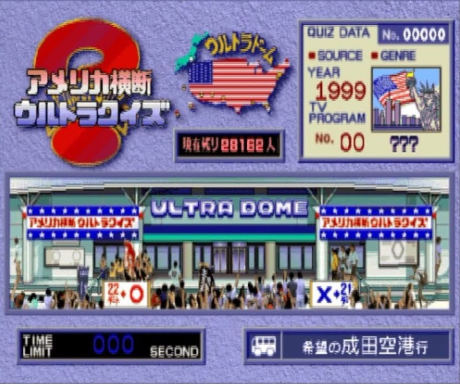 アメリカ横断
ウルトラクイズ
ウルトラドーム
現在残り28162人
QUIZ DATA No.00000
SOURCE GENRE
YEAR
1999
TV
PROGRAM
No. 00
???
ULTRA DOME
アメリカ横断ウルトラクイズ
アメリカ横断ウルトラクイズ
22
→O
X→
21
TIME
LIMIT 000 SECOND
希望の成田空港行